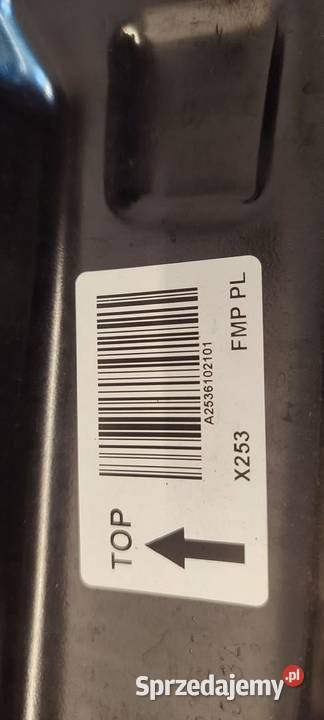 TOP
A2536102101
X253 FMP PL
Sprzedajemy.pl